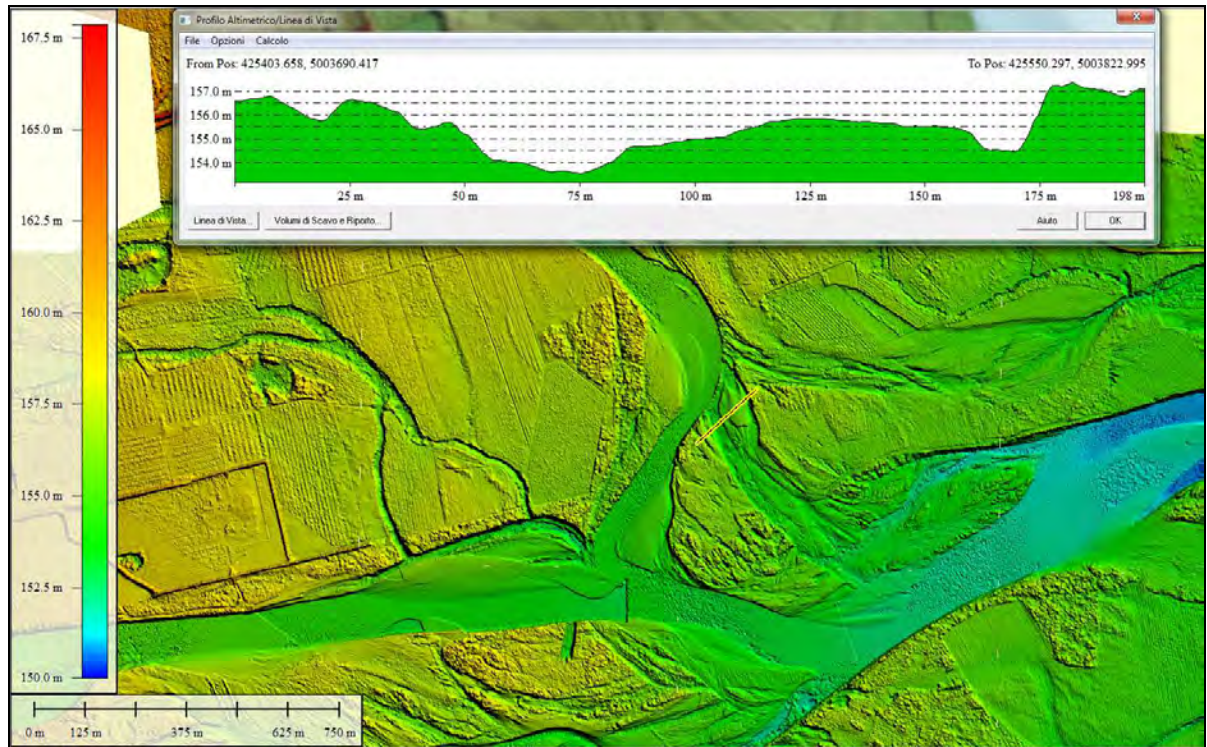 Profilo Altimetrico/Linea di Vista
File Opzioni Calcolo
From Pos: 425403.658, 5003690.417 To Pos: 425550.297, 5003822.995
157.0 m
156.0 m
155.0 m
154.0 m
25 m 50 m 75 m 100 m 125 m 150 m 175 m 198 m
Linea di Vista... Volumi di Scavo e Riporto... Aiuto OK
167.5 m
165.0 m
162.5 m
160.0 m
157.5 m
155.0 m
152.5 m
150.0 m
0 m 125 m 375 m 625 m 750 m